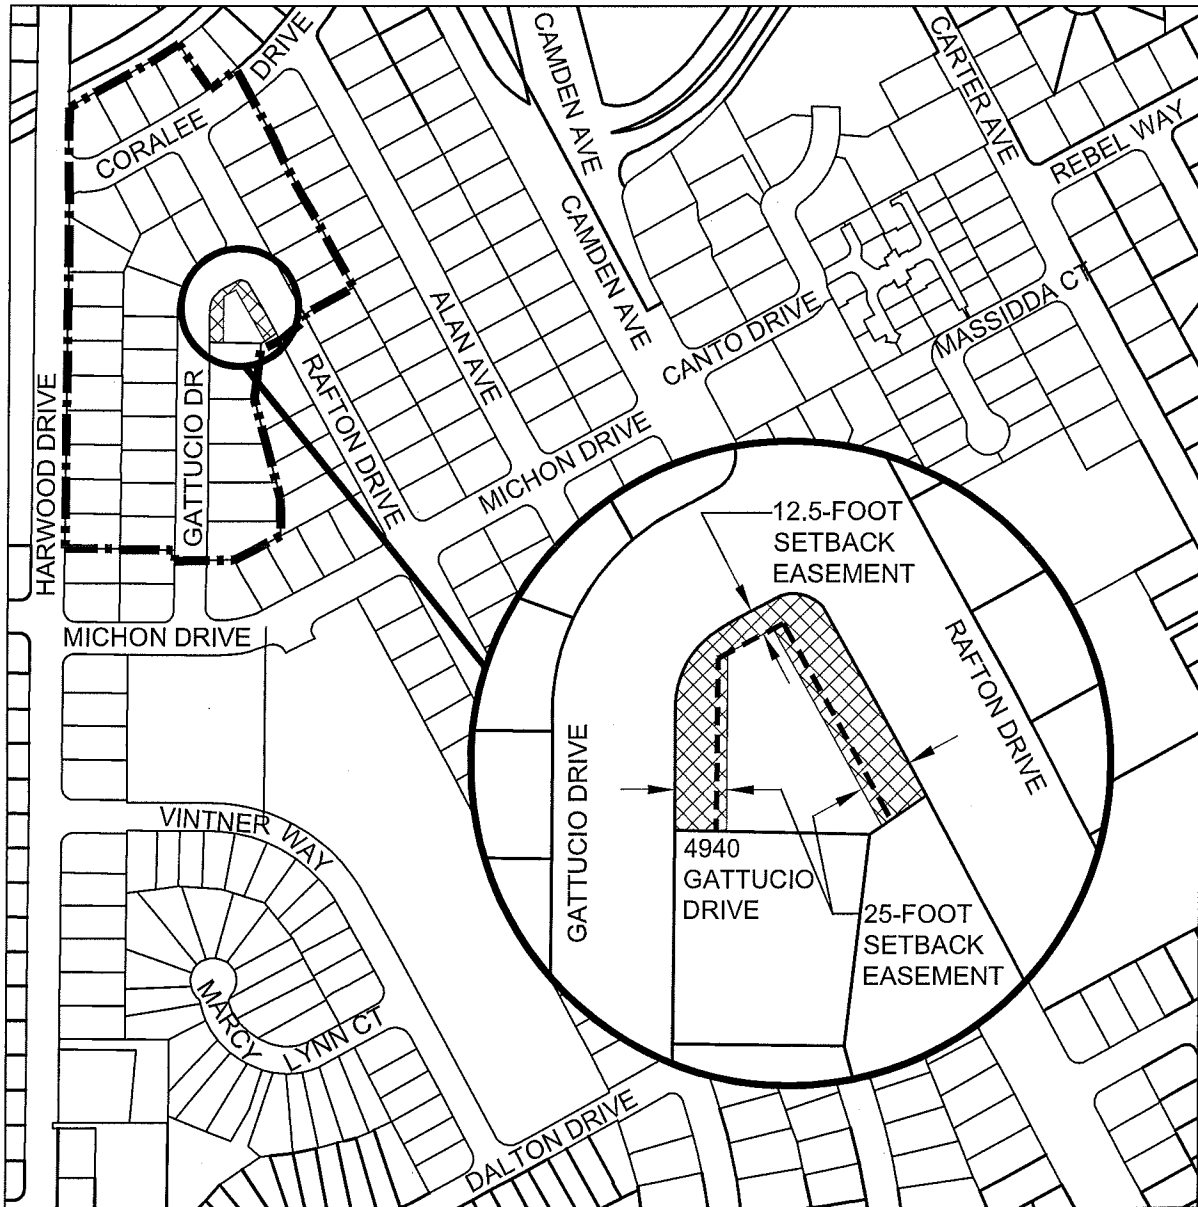 CORALEE
DRIVE
CAMDEN AVE
CARTER AVE
REBEL WAY
CAMDEN AVE
ALAN AVE
CANTO DRIVE
MASSIDDA CT
HARWOOD DRIVE
GATTUCIO DR
RAFTON DRIVE
MICHON DRIVE
MICHON DRIVE
12.5-FOOT
SETBACK
EASEMENT
RAFTON DRIVE
GATTUCIO DRIVE
4940
GATTUCIO
DRIVE
25-FOOT
SETBACK
EASEMENT
VINTNER WAY
MARCY LYNN CT
DALTON DRIVE